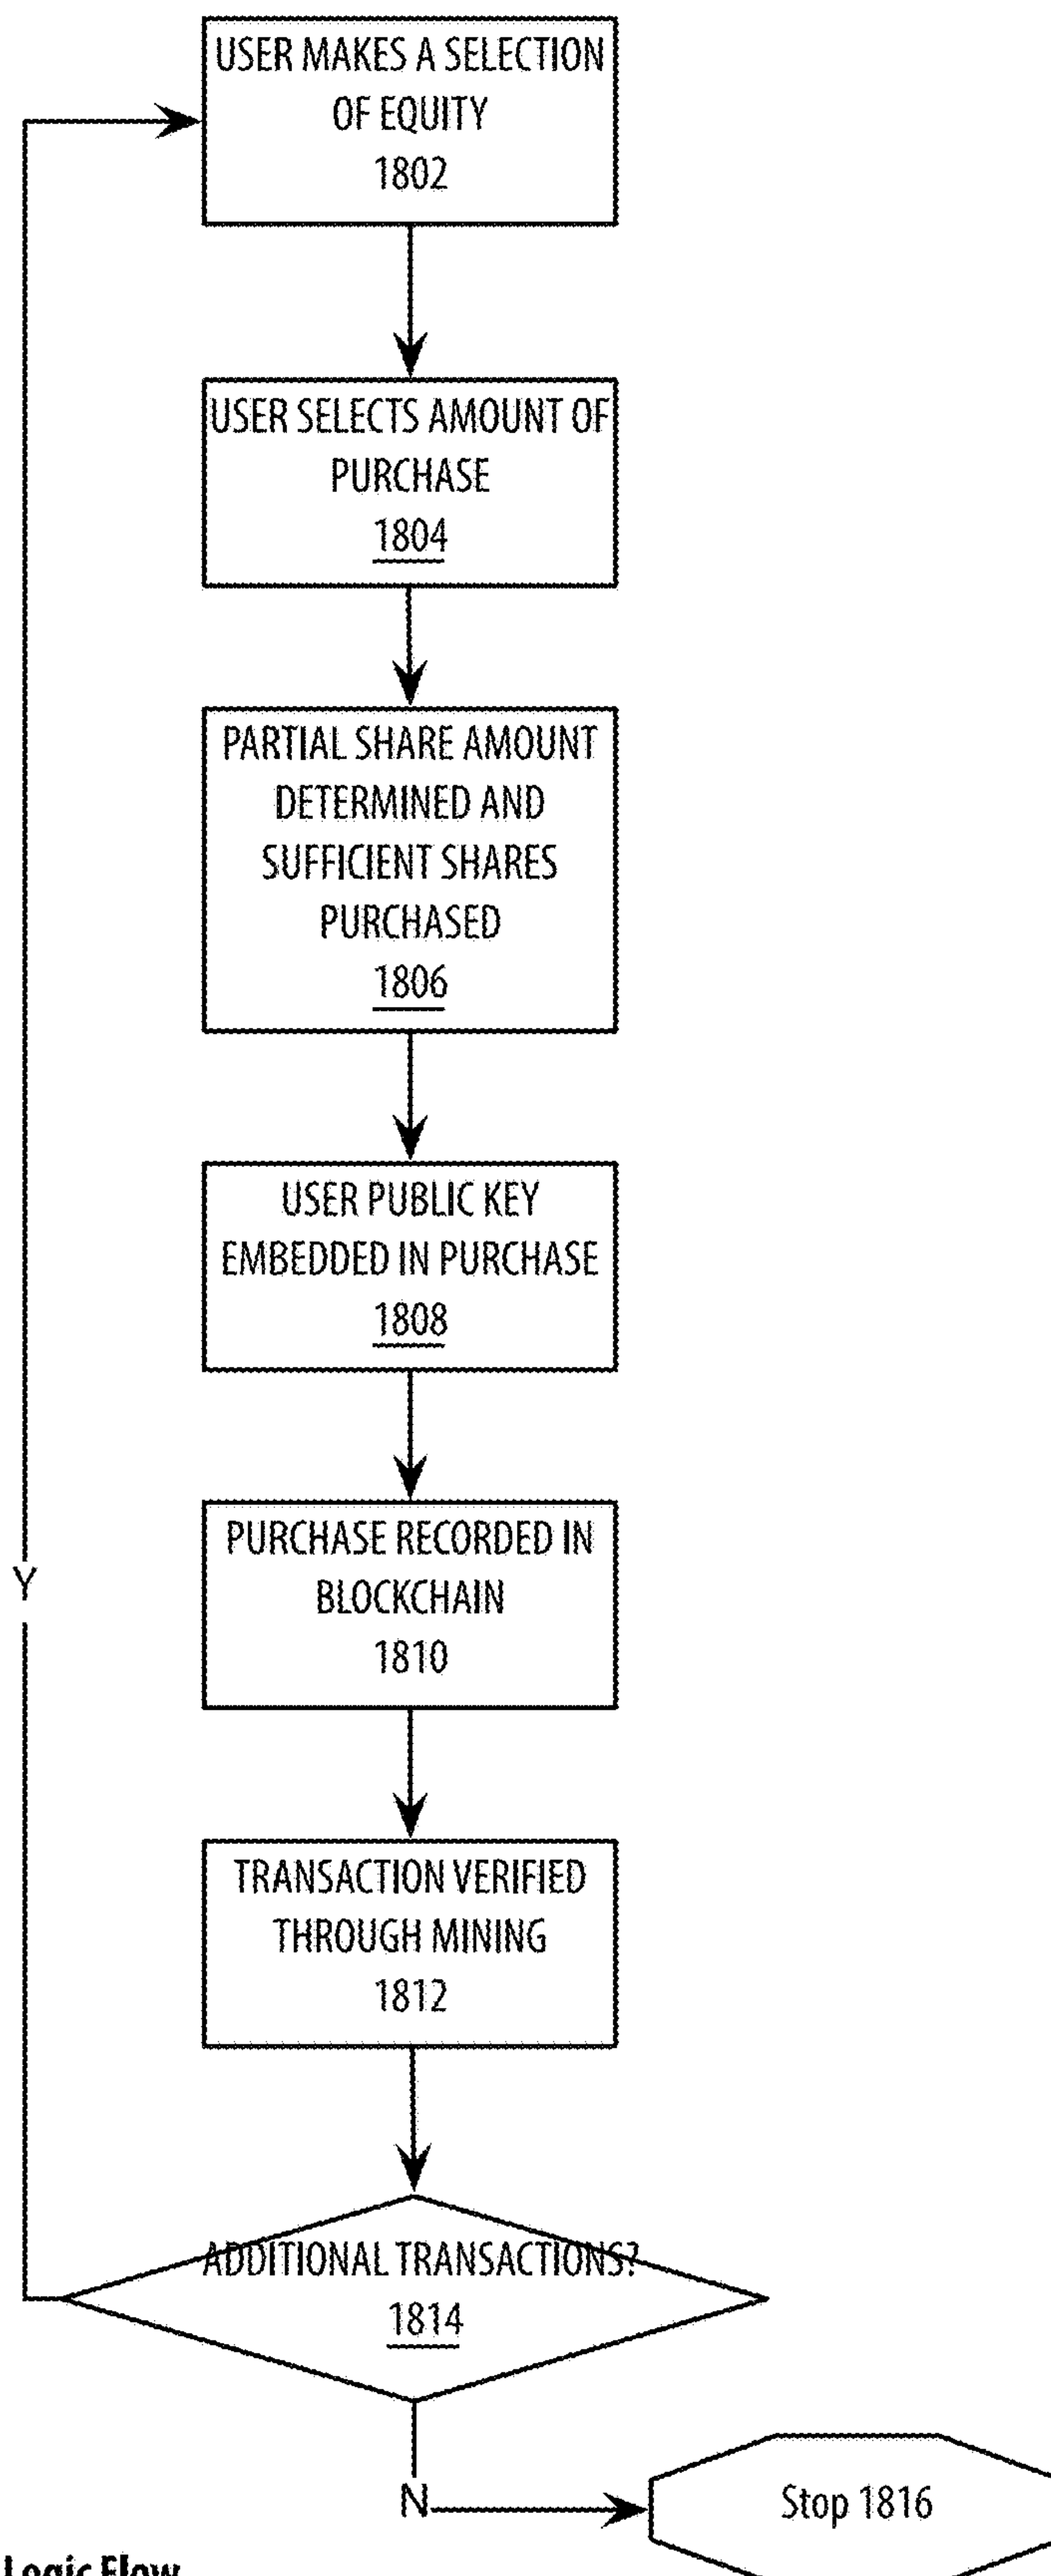 USER MAKES A SELECTION
OF EQUITY
1802
USER SELECTS AMOUNT OF
PURCHASE
1804
PARTIAL SHARE AMOUNT
DETERMINED AND
SUFFICIENT SHARES
PURCHASED
1806
USER PUBLIC KEY
EMBEDDED IN PURCHASE
1808
PURCHASE RECORDED IN
BLOCKCHAIN
1810
Y
TRANSACTION VERIFIED
THROUGH MINING
1812
ADDITIONAL TRANSACTIONS?
1814
N
Stop 1816
Logic Flow